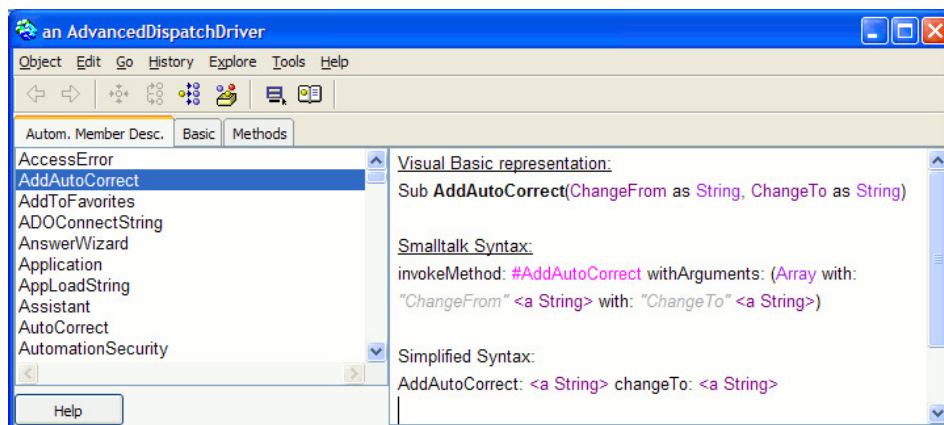 an AdvancedDispatchDriver
Object Edit Go History Explore Tools Help
Autom. Member Desc. Basic Methods
AccessError
AddAutoCorrect
AddToFavorites
ADOConnectString
AnswerWizard
Application
AppLoadString
Assistant
AutoCorrect
AutomationSecurity
Help
Visual Basic representation:
Sub AddAutoCorrect(ChangeFrom as String, ChangeTo as String)
Smalltalk Syntax:
invokeMethod: #AddAutoCorrect withArguments: (Array with:
"ChangeFrom" <a String> with: "ChangeTo" <a String>)
Simplified Syntax:
AddAutoCorrect: <a String> changeTo: <a String>